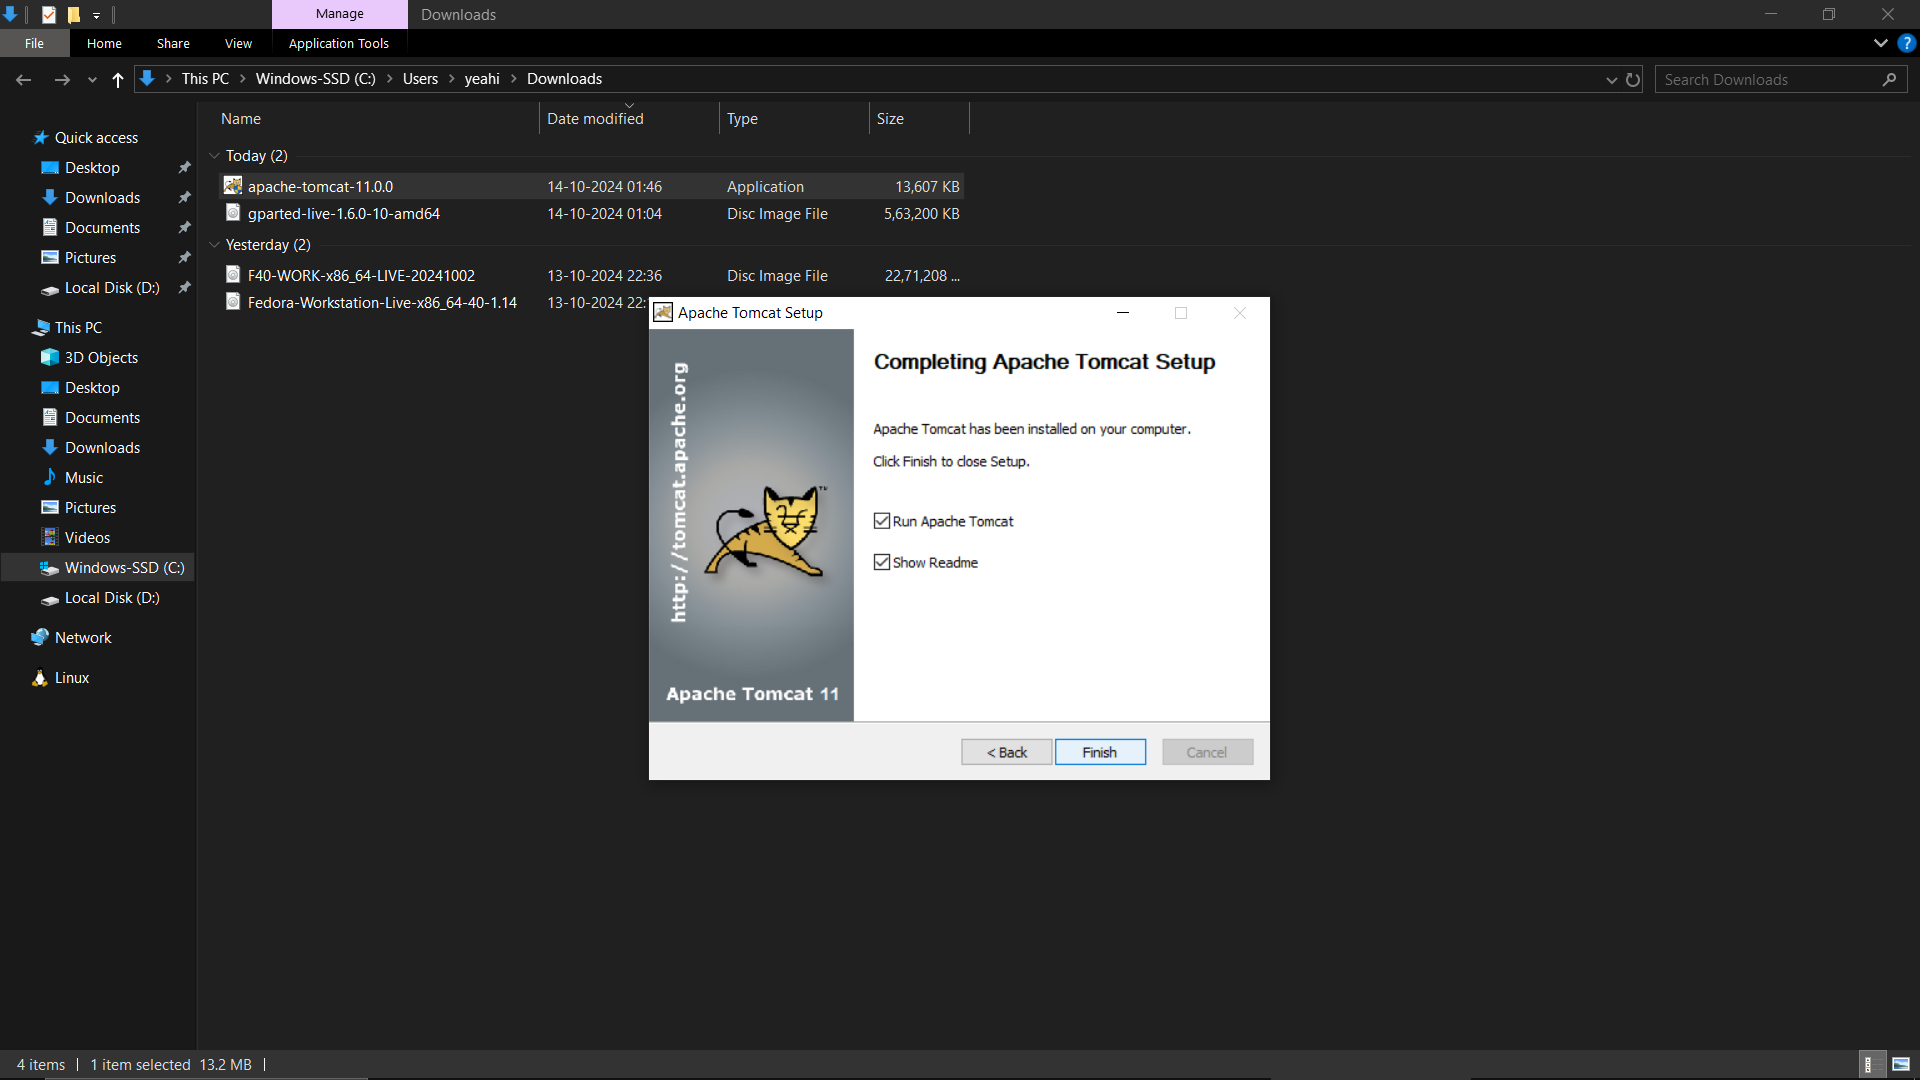 Manage
Downloads
File
Home
Share
View
Application Tools
?
This PC
Windows-SSD (C:)
Users
yeahi
Downloads
Search Downloads
Name
Date modified
Type
Size
Quick access
Desktop
Downloads
Documents
Pictures
Local Disk (D:)
This PC
3D Objects
Desktop
Documents
Downloads
Music
Pictures
Videos
Windows-SSD (C:)
Local Disk (D:)
Network
Linux
Today (2)
apache-tomcat-11.0.0 14-10-2024 01:46 Application 13,607 KB
gparted-live-1.6.0-10-amd64 14-10-2024 01:04 Disc Image File 5,63,200 KB
Yesterday (2)
F40-WORK-x86_64-LIVE-20241002 13-10-2024 22:36 Disc Image File 22,71,208 ...
Fedora-Workstation-Live-x86_64-40-1.14 13-10-2024 22:
Apache Tomcat Setup
http://tomcat.apache.org
TM
Apache Tomcat 11
Completing Apache Tomcat Setup
Apache Tomcat has been installed on your computer.
Click Finish to close Setup.
Run Apache Tomcat
Show Readme
< Back
Finish
Cancel
4 items
1 item selected 13.2 MB